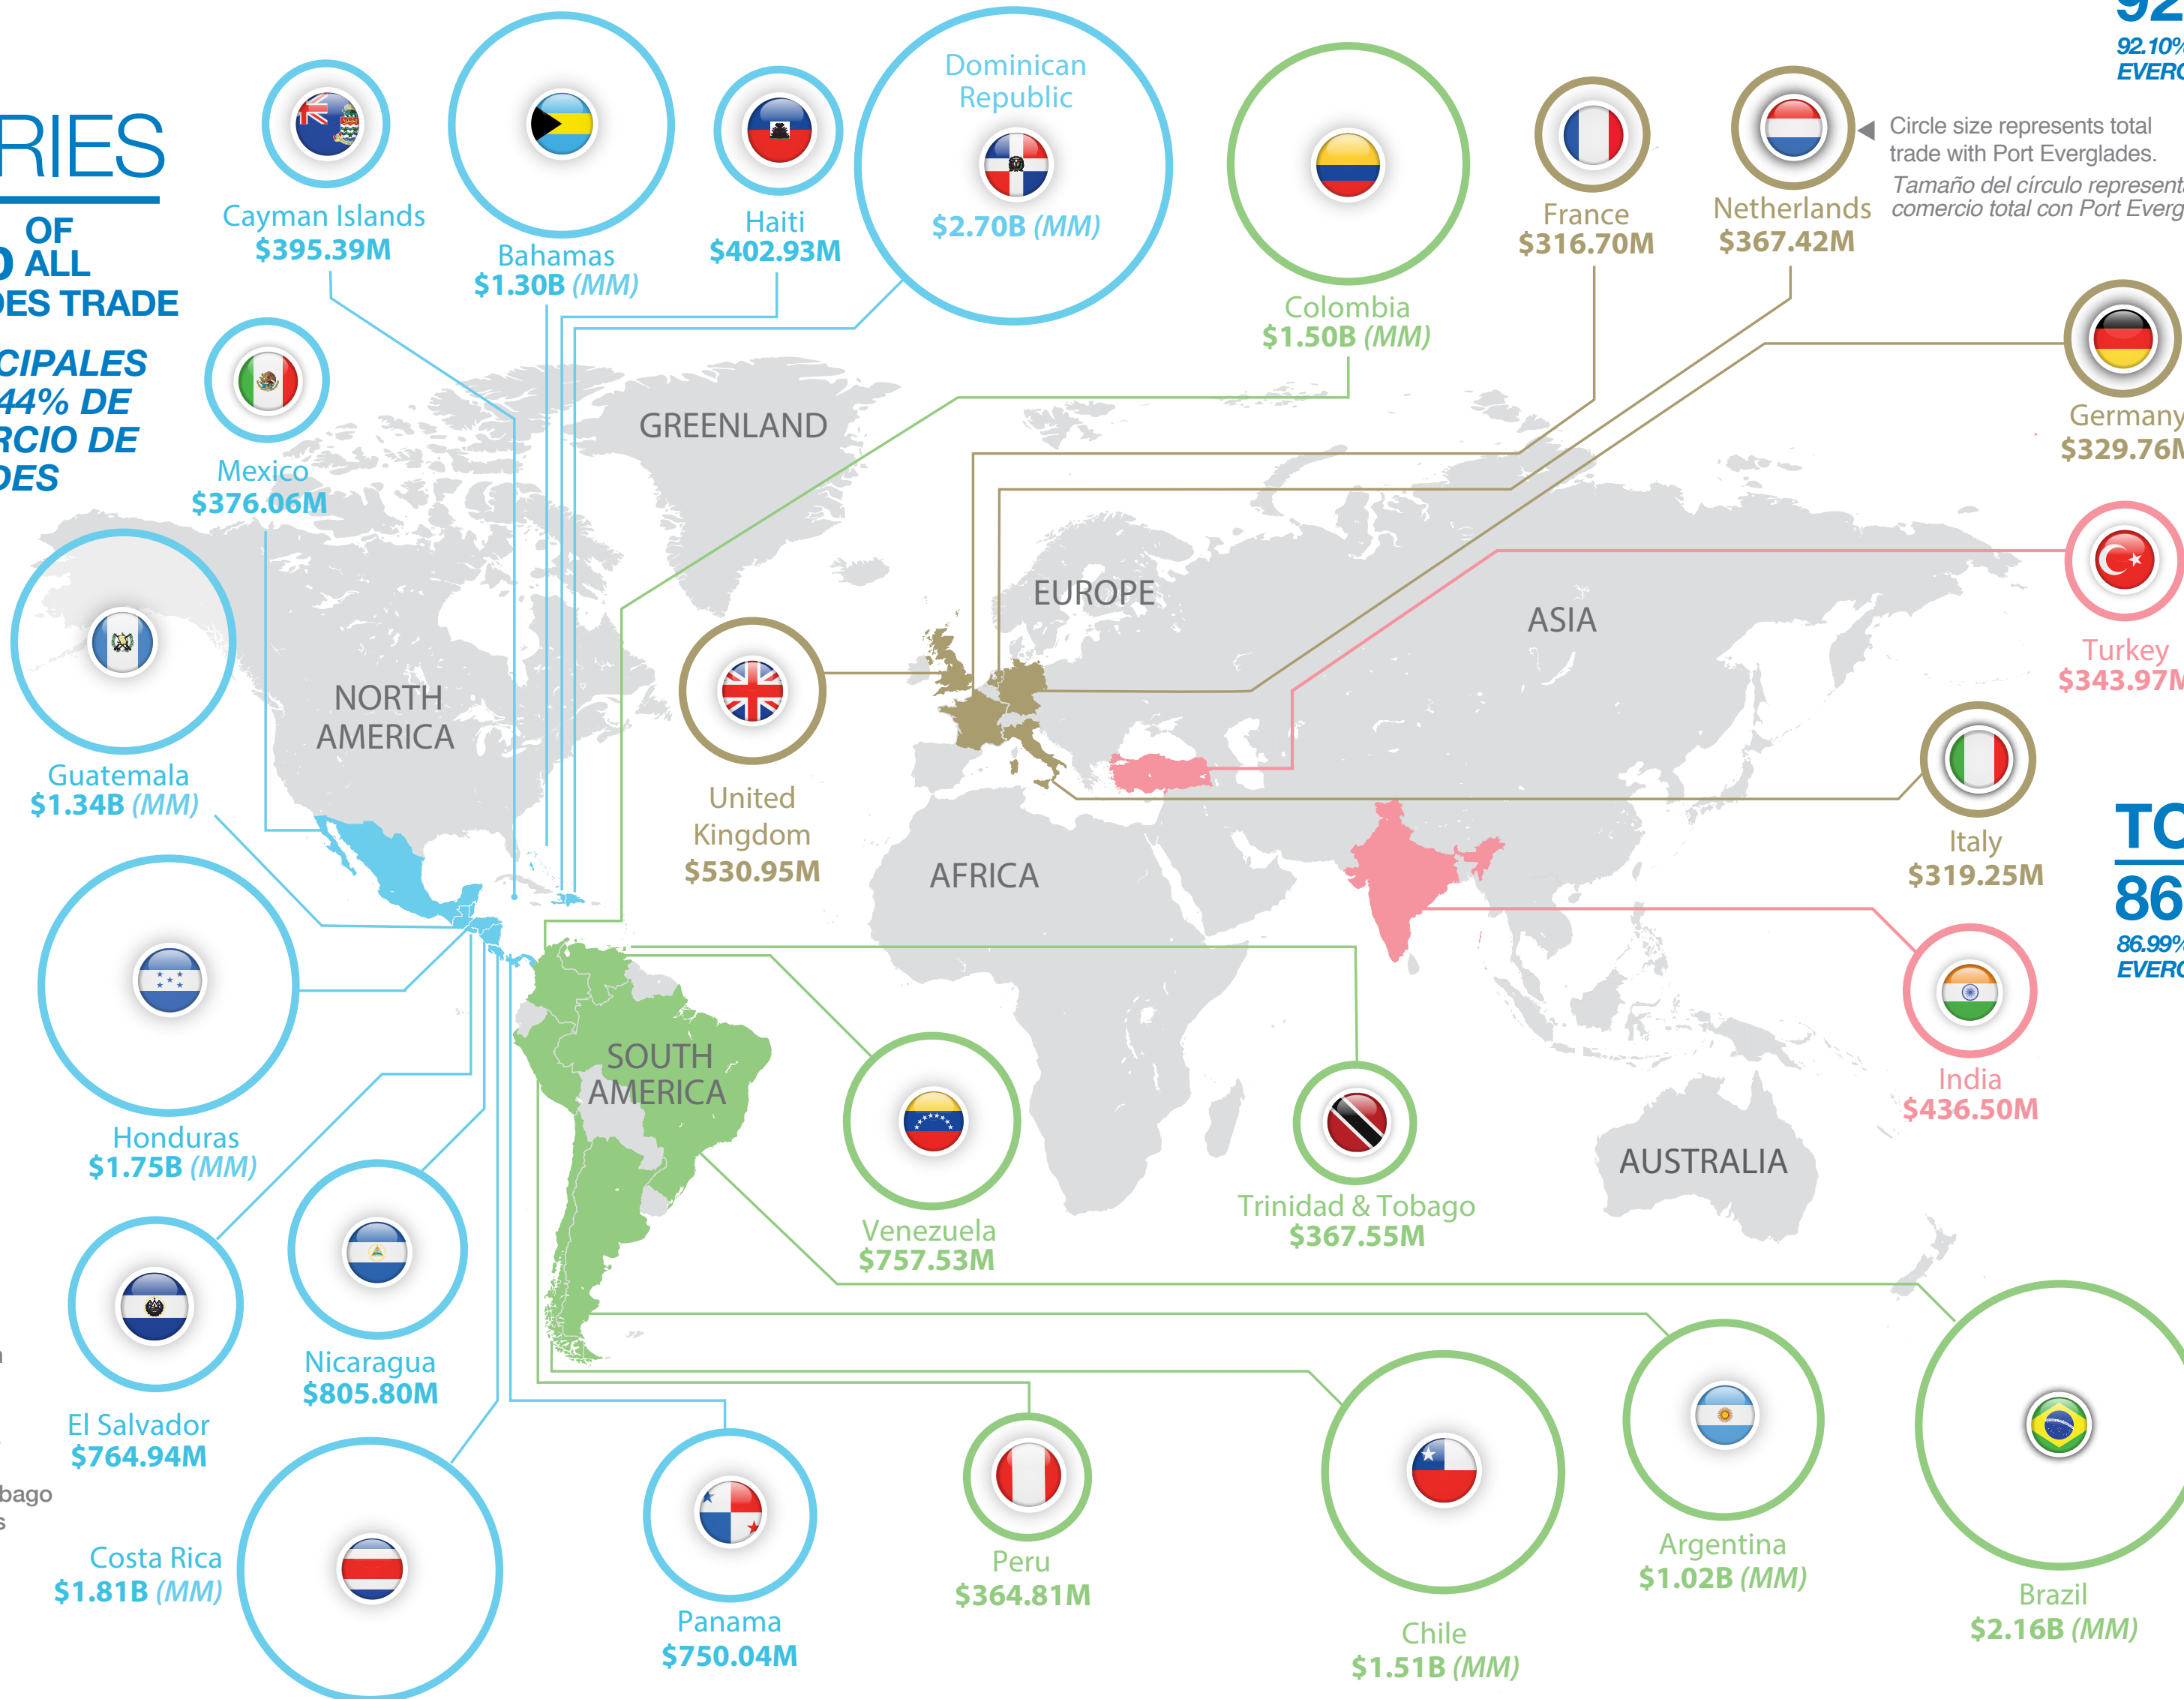 RIES
OF
ALL
DES TRADE
CIPALES
44% DE
RCIO DE
DES
Cayman Islands
$395.39M
Bahamas
$1.30B (MM)
Haiti
$402.93M
Dominican
Republic
$2.70B (MM)
Colombia
$1.50B (MM)
France
$316.70M
Netherlands
$367.42M
Circle size represents total
trade with Port Everglades.
Tamaño del círculo represent
comercio total con Port Everg
92
92.10%
EVERG
Mexico
$376.06M
Germany
$329.76M
GREENLAND
EUROPE
ASIA
NORTH
AMERICA
AFRICA
SOUTH
AMERICA
AUSTRALIA
Turkey
$343.97M
Guatemala
$1.34B (MM)
United
Kingdom
$530.95M
Italy
$319.25M
TO
86
86.99%
EVERG
India
$436.50M
Honduras
$1.75B (MM)
Venezuela
$757.53M
Trinidad & Tobago
$367.55M
Nicaragua
$805.80M
El Salvador
$764.94M
bago
s
Costa Rica
$1.81B (MM)
Panama
$750.04M
Peru
$364.81M
Chile
$1.51B (MM)
Argentina
$1.02B (MM)
Brazil
$2.16B (MM)